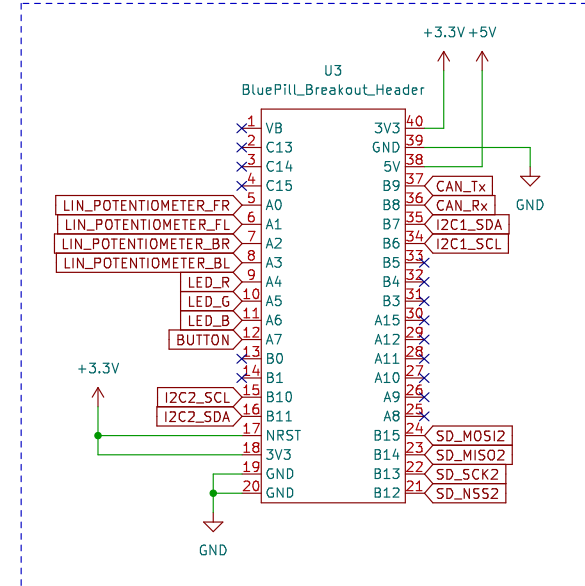 +3.3V +5V
U3
BluePill_Breakout_Header
1 VB 3V3 40
2 C13 GND 39
3 C14 5V 38
4 C15 B9 37 CAN_Tx
LIN_POTENTIOMETER_FR 5 A0 B8 36 CAN_Rx GND
LIN_POTENTIOMETER_FL 6 A1 B7 35 I2C1_SDA
LIN_POTENTIOMETER_BR 7 A2 B6 34 I2C1_SCL
LIN_POTENTIOMETER_BL 8 A3 B5 33
LED_R 9 A4 B4 32
LED_G 10 A5 B3 31
LED_B 11 A6 A15 30
BUTTON 12 A7 A12 29
13 B0 A11 28
+3.3V 14 B1 A10 27
I2C2_SCL 15 B10 A9 26
I2C2_SDA 16 B11 A8 25
17 NRST B15 24 SD_MOSI2
18 3V3 B14 23 SD_MISO2
19 GND B13 22 SD_SCK2
20 GND B12 21 SD_NSS2
GND